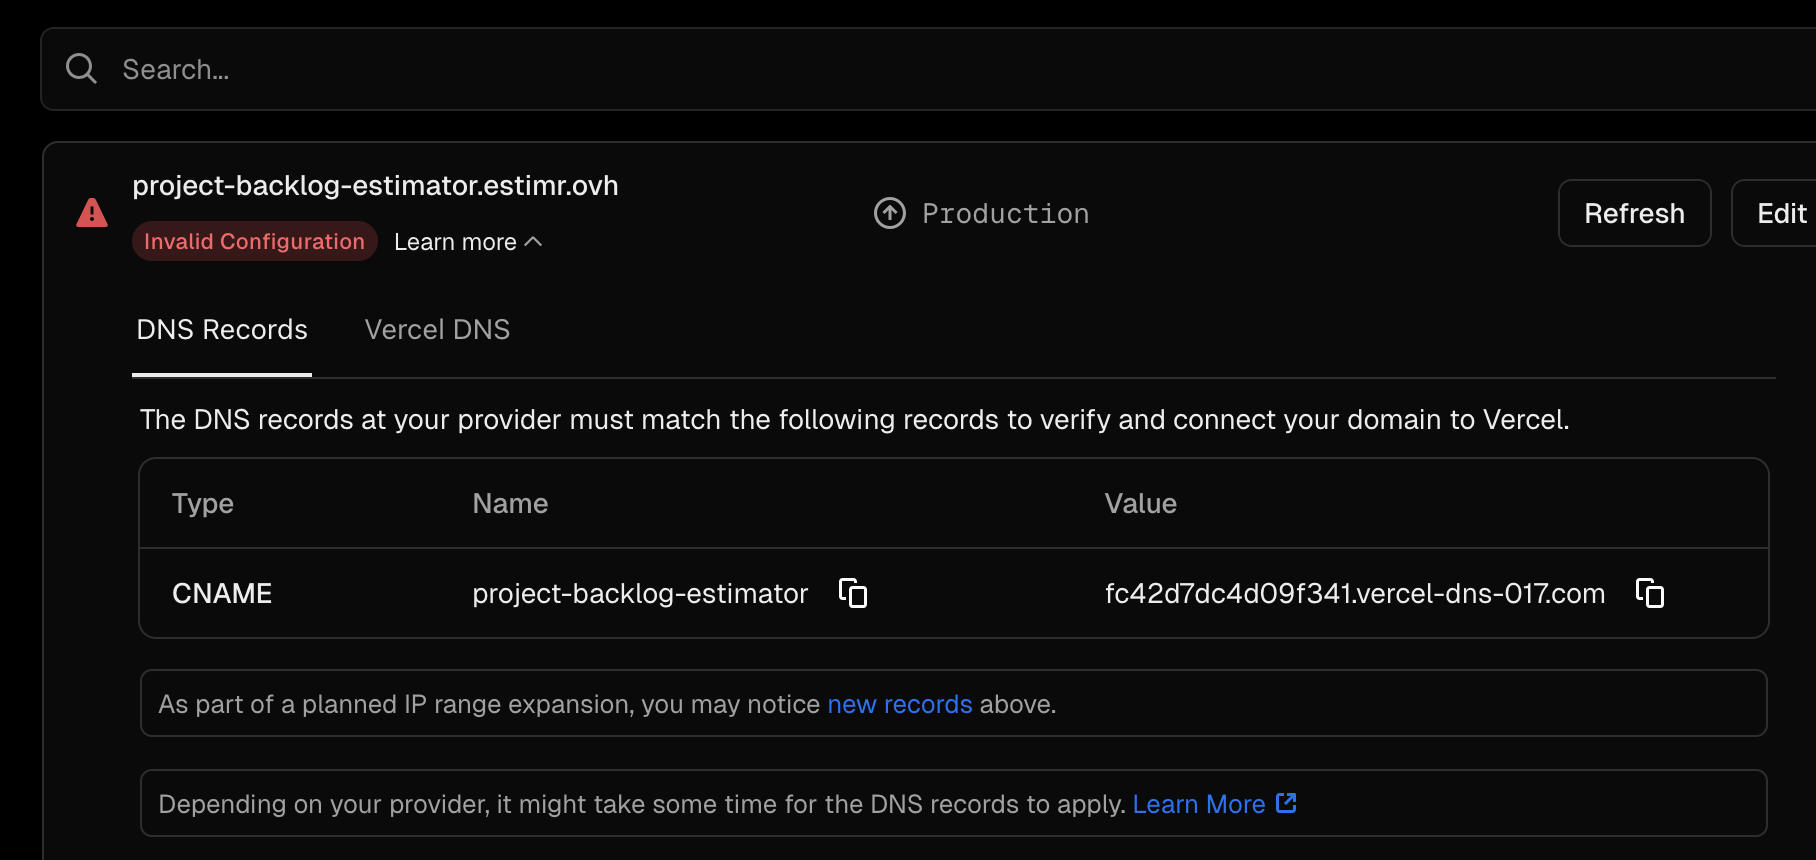 Search...
project-backlog-estimator.estimr.ovh
Invalid Configuration Learn more
Production
Refresh
Edit
DNS Records Vercel DNS
The DNS records at your provider must match the following records to verify and connect your domain to Vercel.
Type Name Value
CNAME project-backlog-estimator fc42d7dc4d09f341.vercel-dns-017.com
As part of a planned IP range expansion, you may notice new records above.
Depending on your provider, it might take some time for the DNS records to apply. Learn More